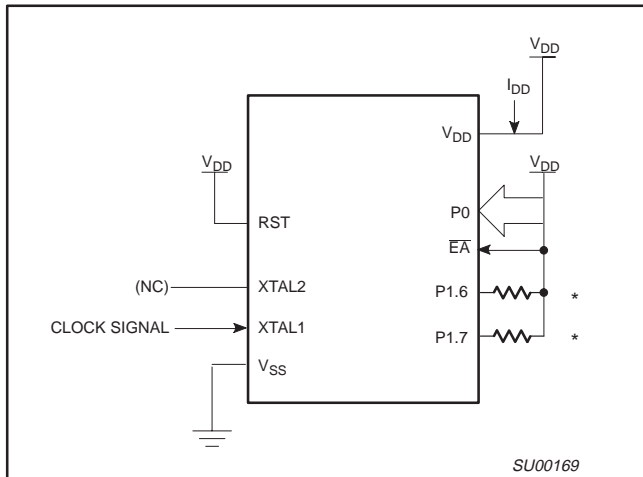 VDD
IDD
VDD
VDD
VDD
P0
RST
EA
(NC)
XTAL2
P1.6
*
CLOCK SIGNAL
XTAL1
P1.7
*
VSS
SU00169